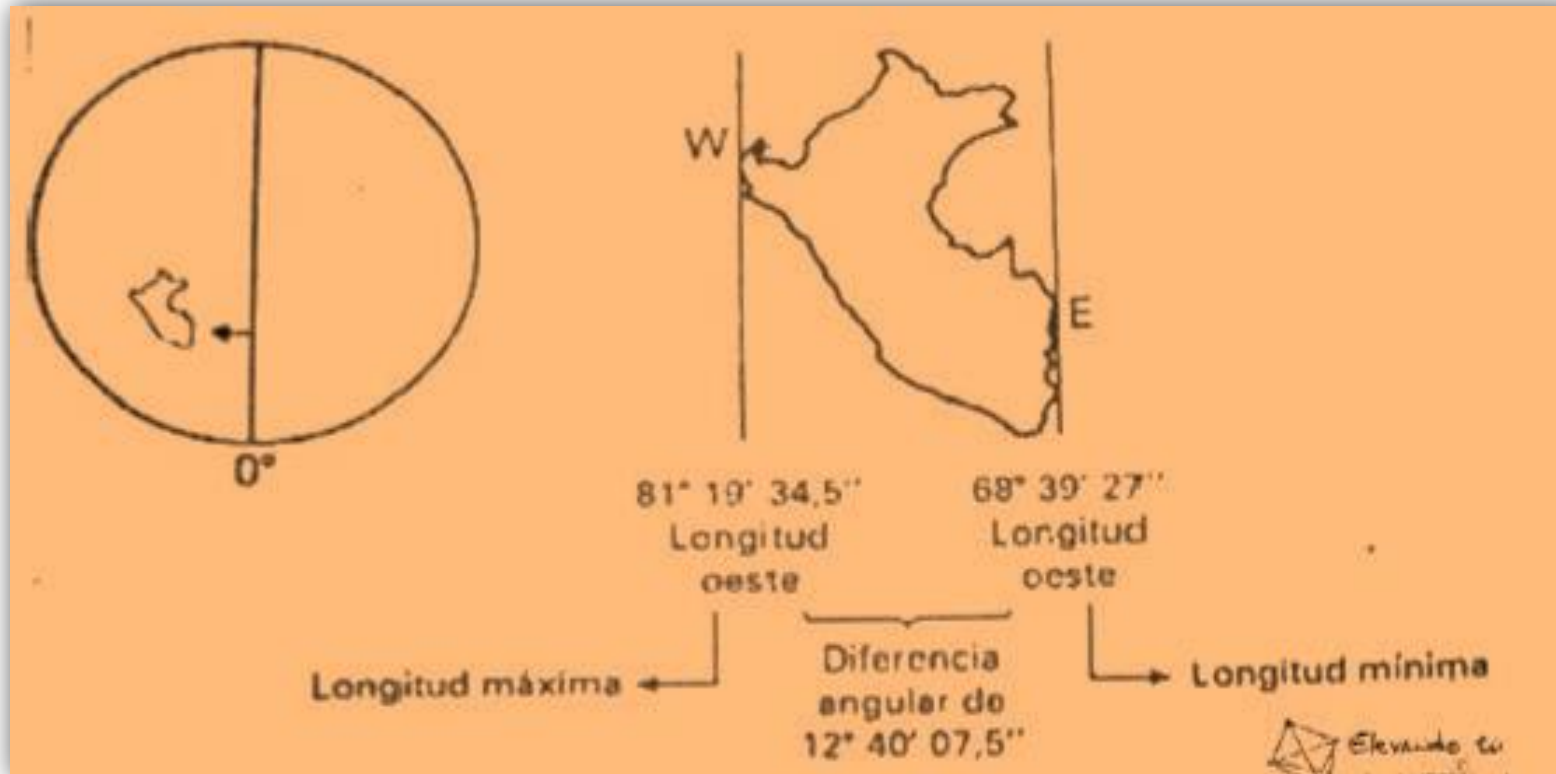 0°
W
E
81° 19' 34,5''
Longitud
oeste
68° 39' 27''
Longitud
oeste
Longitud máxima
Diferencia
angular de
12° 40' 07,5''
Longitud mínima
Elevando tu